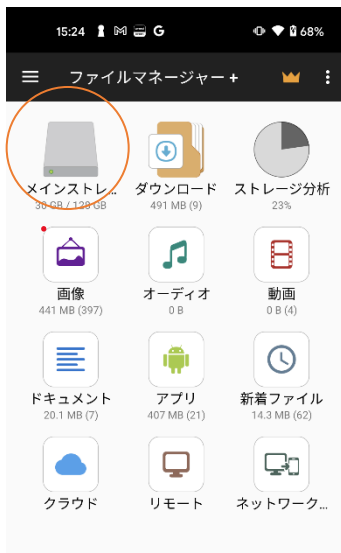 15:24 G 68%
ファイルマネージャー +
メインストレ... ダウンロード ストレージ分析
30 GB / 128 GB 491 MB (9) 23%
画像 オーディオ 動画
441 MB (397) 0 B 0 B (4)
ドキュメント アプリ 新着ファイル
20.1 MB (7) 407 MB (21) 14.3 MB (62)
クラウド リモート ネットワーク...